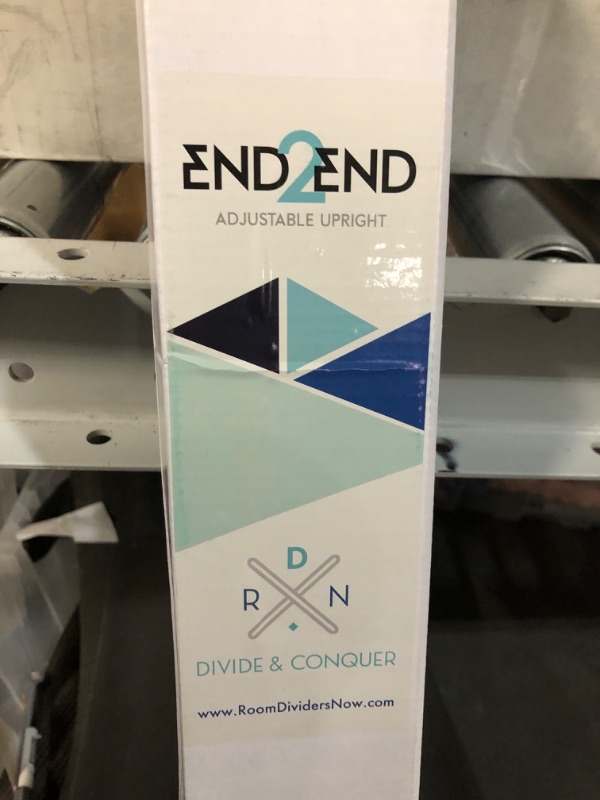 END2END
ADJUSTABLE UPRIGHT
D
R N
DIVIDE & CONQUER
www.RoomDividersNow.com